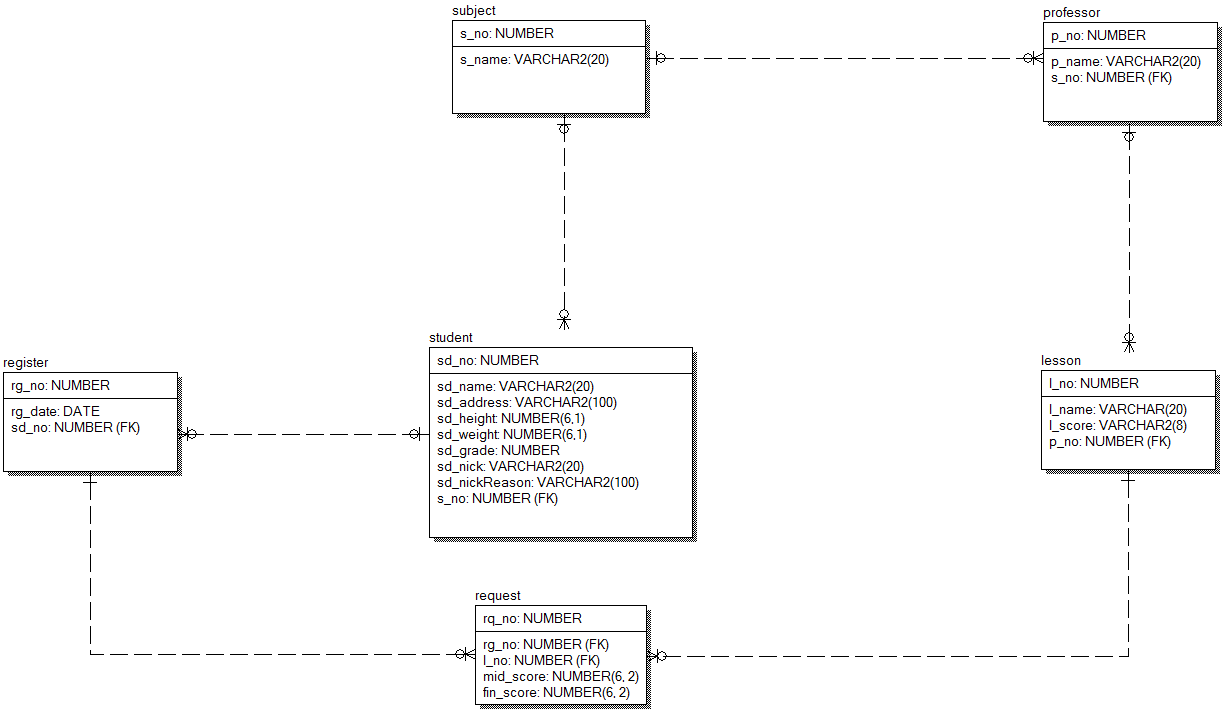 subject
s_no: NUMBER
s_name: VARCHAR2(20)
professor
p_no: NUMBER
p_name: VARCHAR2(20)
s_no: NUMBER (FK)
student
sd_no: NUMBER
sd_name: VARCHAR2(20)
sd_address: VARCHAR2(100)
sd_height: NUMBER(6,1)
sd_weight: NUMBER(6,1)
sd_grade: NUMBER
sd_nick: VARCHAR2(20)
sd_nickReason: VARCHAR2(100)
s_no: NUMBER (FK)
register
rg_no: NUMBER
rg_date: DATE
sd_no: NUMBER (FK)
lesson
l_no: NUMBER
l_name: VARCHAR(20)
l_score: VARCHAR2(8)
p_no: NUMBER (FK)
request
rq_no: NUMBER
rg_no: NUMBER (FK)
l_no: NUMBER (FK)
mid_score: NUMBER(6, 2)
fin_score: NUMBER(6, 2)